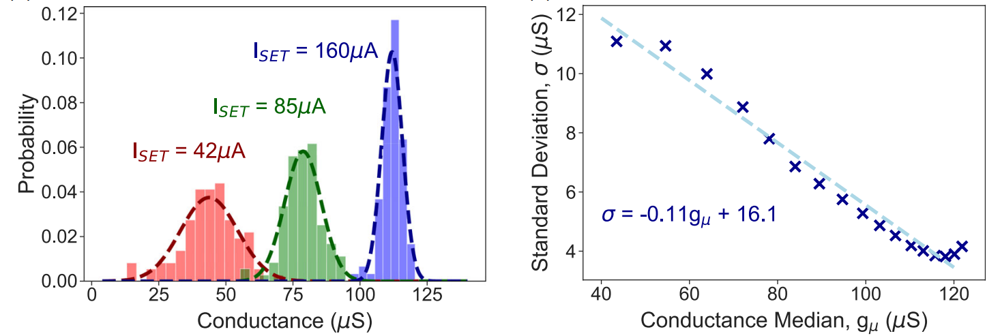 0.12
0.10
0.08
0.06
0.04
0.02
0.00
Probability
I_SET = 160μA
I_SET = 85μA
I_SET = 42μA
0 25 50 75 100 125
Conductance (μS)
12
10
8
6
4
Standard Deviation, σ (μS)
σ = -0.11g_μ + 16.1
40 60 80 100 120
Conductance Median, g_μ (μS)